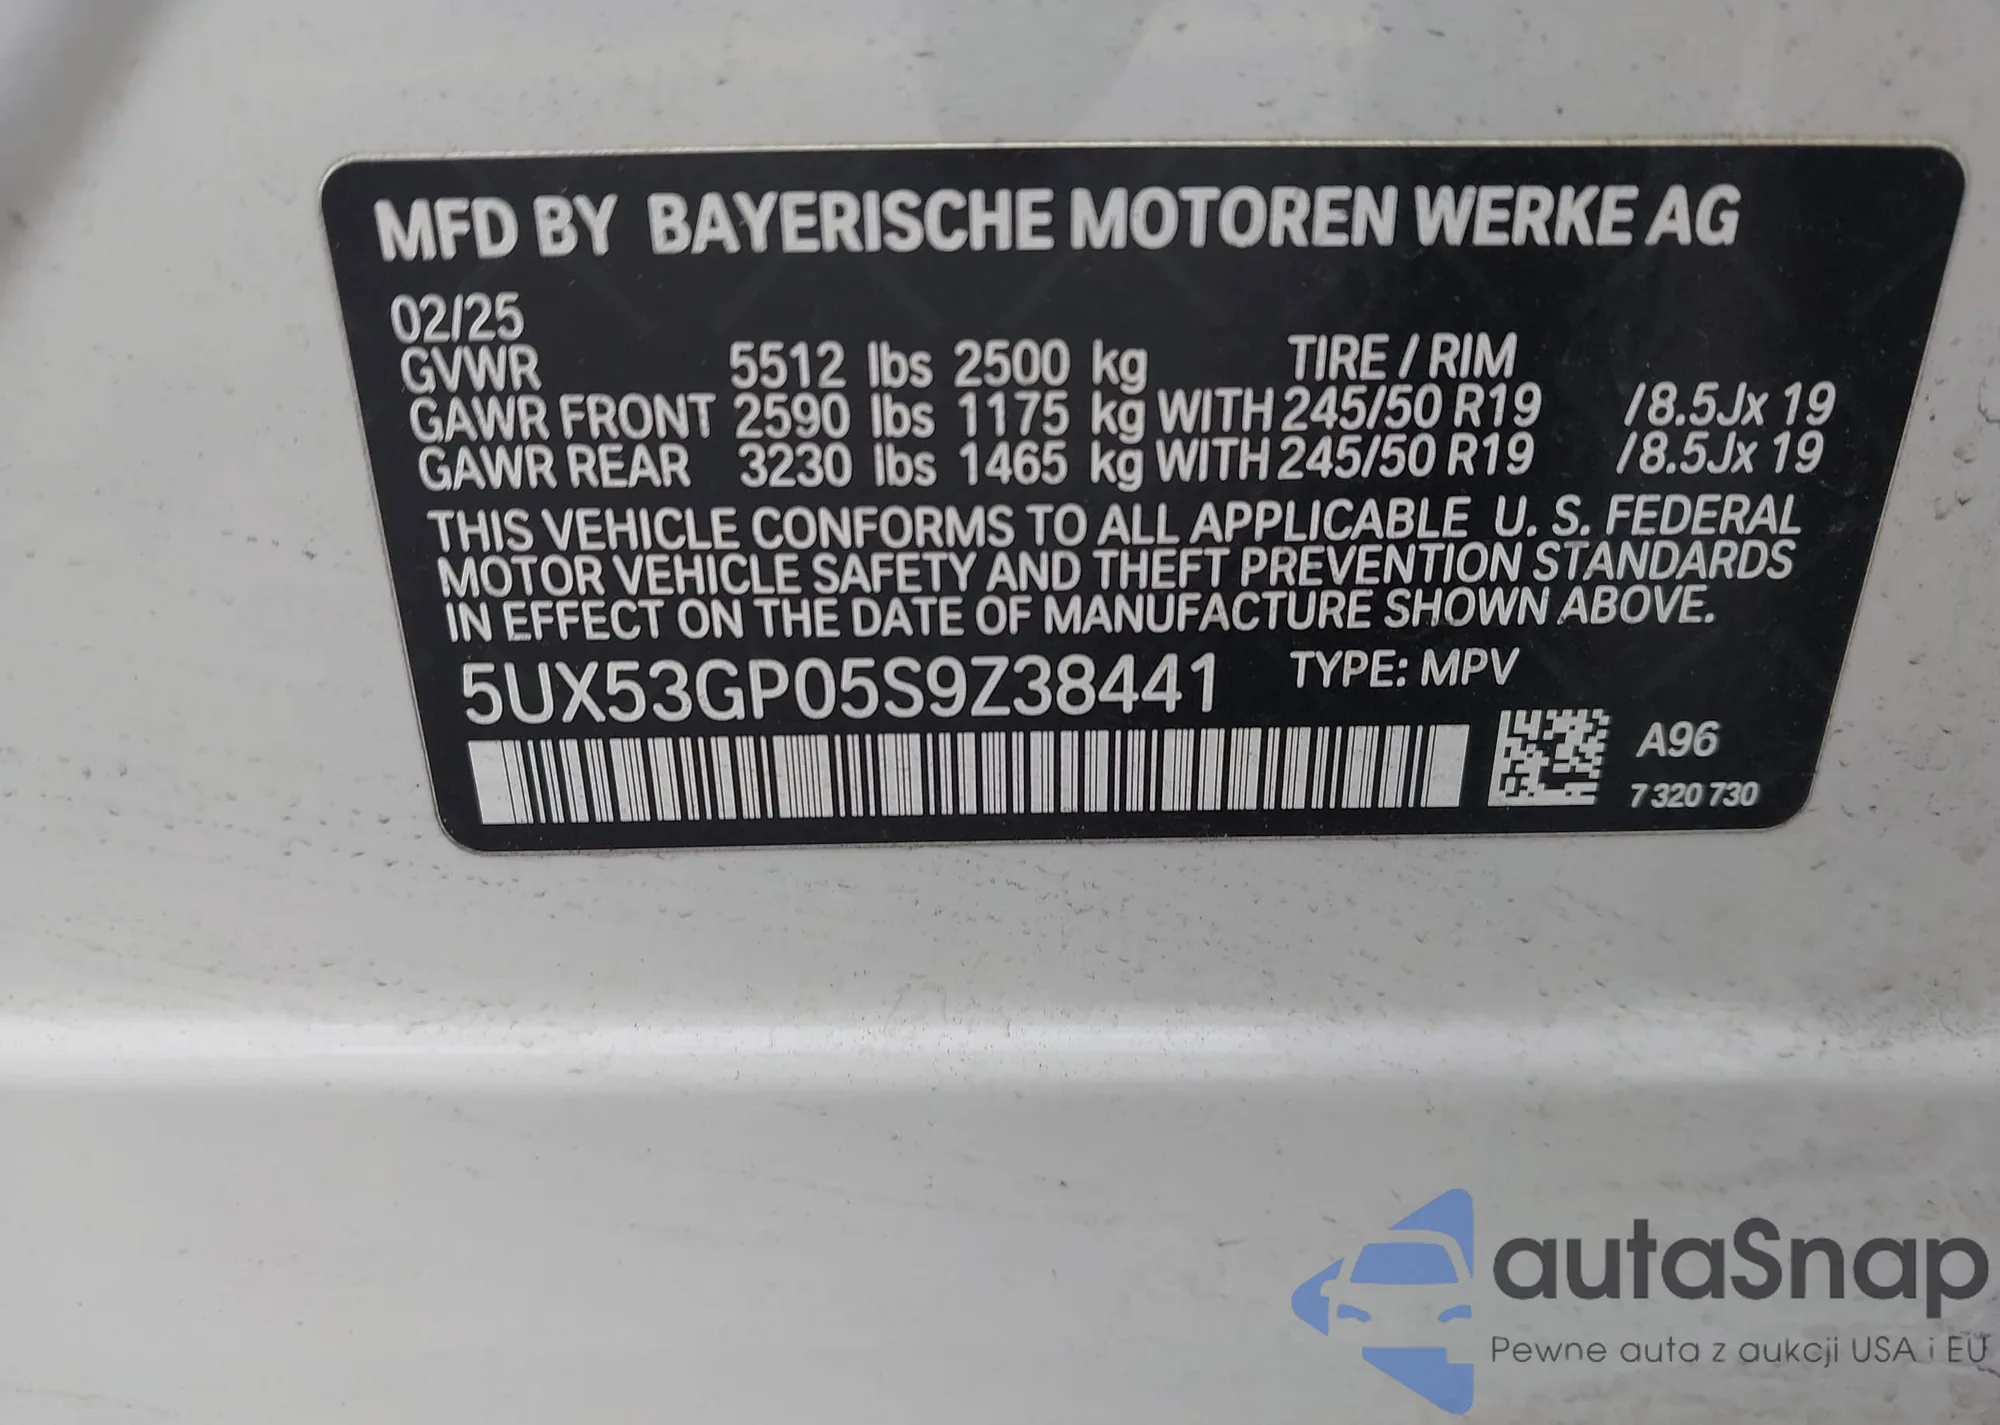 MFD BY BAYERISCHE MOTOREN WERKE AG
02/25
GVWR 5512 lbs 2500 kg TIRE / RIM
GAWR FRONT 2590 lbs 1175 kg WITH 245/50 R19 /8.5Jx 19
GAWR REAR 3230 lbs 1465 kg WITH 245/50 R19 /8.5Jx 19
THIS VEHICLE CONFORMS TO ALL APPLICABLE U. S. FEDERAL
MOTOR VEHICLE SAFETY AND THEFT PREVENTION STANDARDS
IN EFFECT ON THE DATE OF MANUFACTURE SHOWN ABOVE.
5UX53GP05S9Z38441 TYPE: MPV
A96
7 320 730
autaSnap
Pewne auta z aukcji USA i EU